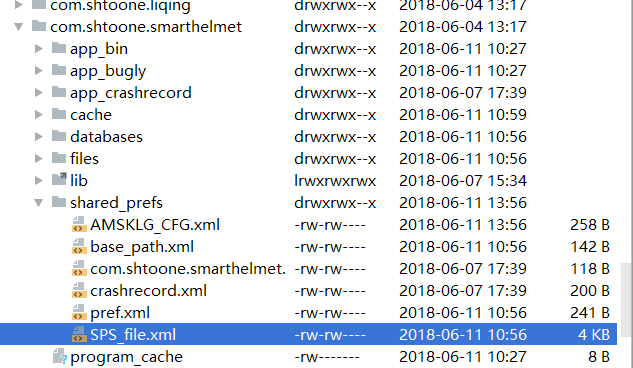 com.shtoone.liqing drwxrwx--x 2018-06-04 13:17
com.shtoone.smarthelmet drwxrwx--x 2018-06-04 13:17
app_bin drwxrwx--x 2018-06-11 10:27
app_bugly drwxrwx--x 2018-06-11 10:27
app_crashrecord drwxrwx--x 2018-06-07 17:39
cache drwxrwx--x 2018-06-11 10:59
databases drwxrwx--x 2018-06-11 10:56
files drwxrwx--x 2018-06-11 10:56
lib lrwxrwxrwx 2018-06-07 15:34
shared_prefs drwxrwx--x 2018-06-11 13:56
AMSKLG_CFG.xml -rw-rw---- 2018-06-11 13:56 258 B
base_path.xml -rw-rw---- 2018-06-11 10:56 142 B
com.shtoone.smarthelmet. -rw-rw---- 2018-06-07 17:39 118 B
crashrecord.xml -rw-rw---- 2018-06-07 17:39 200 B
pref.xml -rw-rw---- 2018-06-11 10:56 241 B
SPS_file.xml -rw-rw---- 2018-06-11 10:56 4 KB
program_cache -rw------- 2018-06-11 10:27 8 B